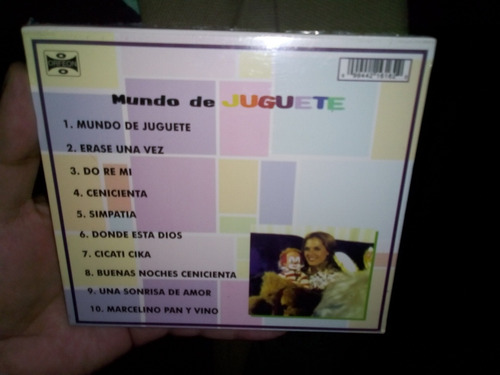 Mundo de JUGUETE
1. MUNDO DE JUGUETE
2. ERASE UNA VEZ
3. DO RE MI
4. CENICIENTA
5. SIMPATIA
6. DONDE ESTA DIOS
7. CICATI CIKA
8. BUENAS NOCHES CENICIENTA
9. UNA SONRISA DE AMOR
10. MARCELINO PAN Y VINO